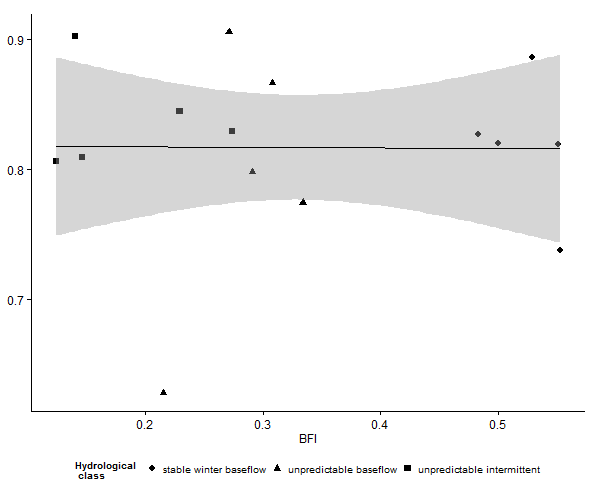 0.9
0.8
0.7
0.2 0.3 0.4 0.5
BFI
Hydrological
class
stable winter baseflow unpredictable baseflow unpredictable intermittent